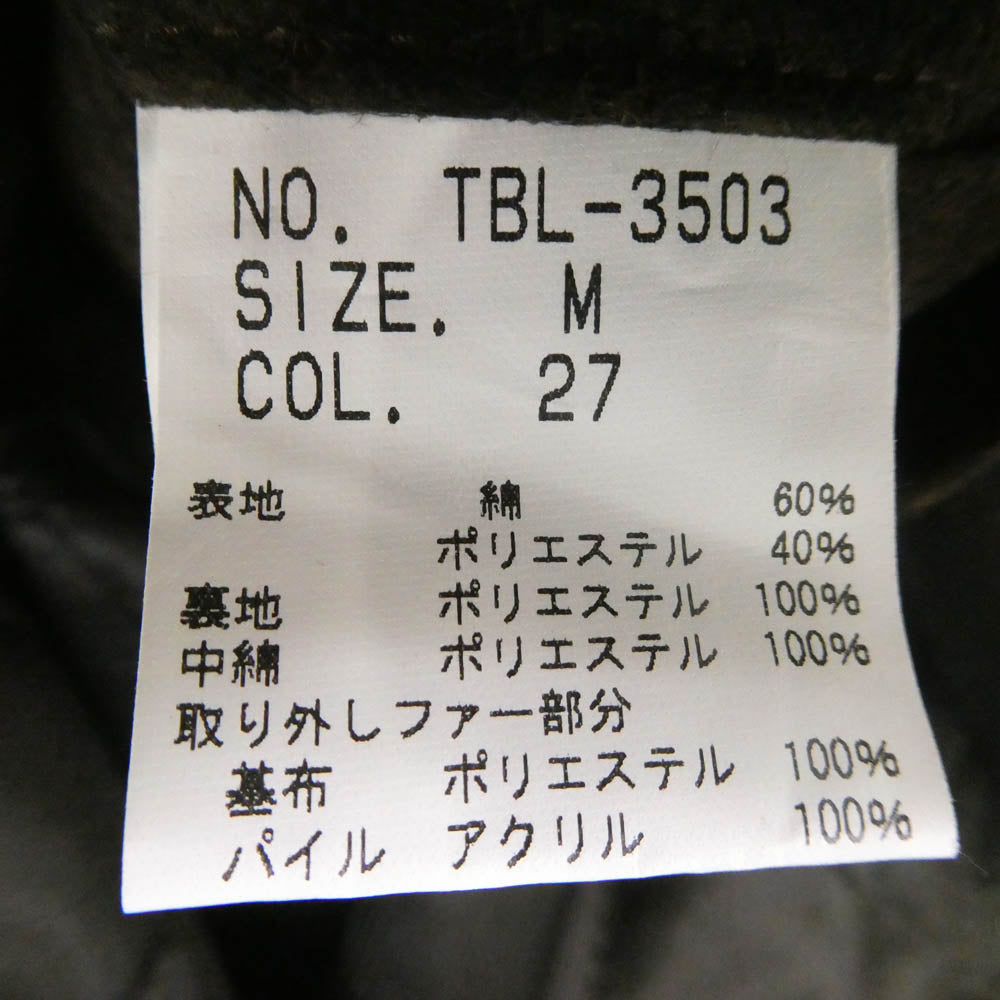 NO. TBL-3503
SIZE. M
COL. 27
表地 綿 60%
ポリエステル 40%
裏地 ポリエステル 100%
中綿 ポリエステル 100%
取り外しファー部分
基布 ポリエステル 100%
パイル アクリル 100%